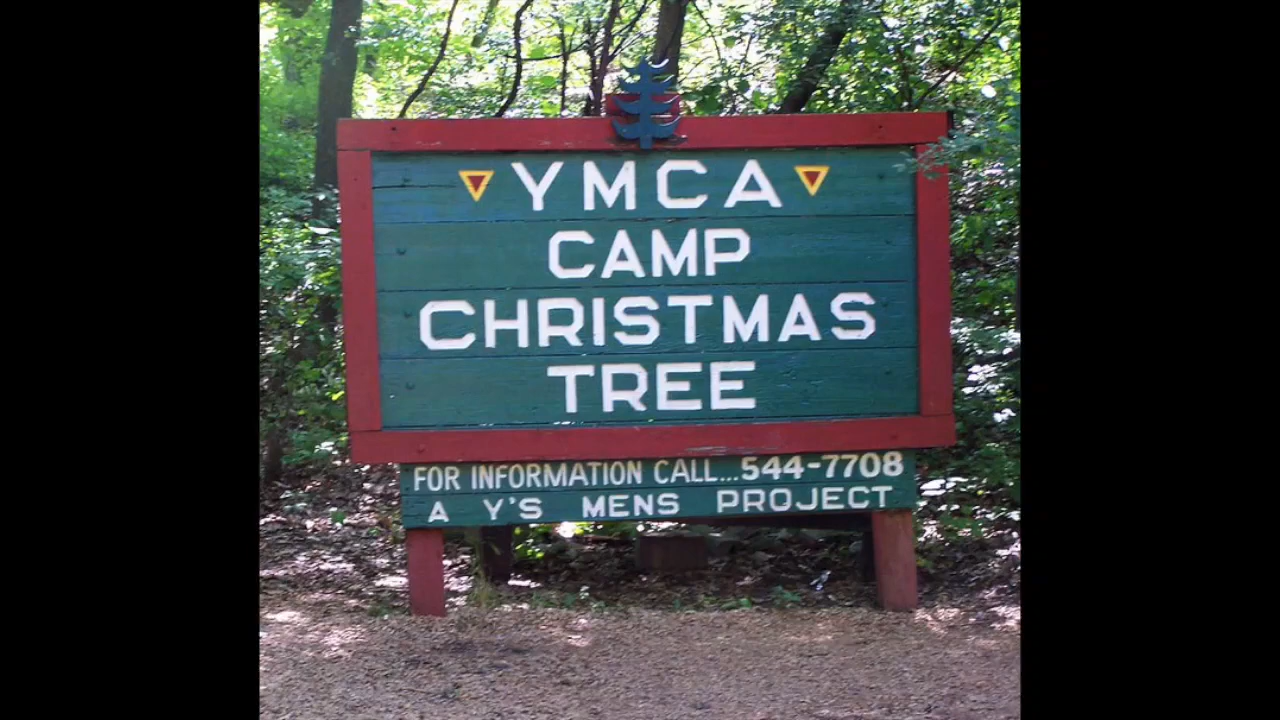 YMCA
CAMP
CHRISTMAS
TREE
FOR INFORMATION CALL...544-7708
A Y'S MENS PROJECT